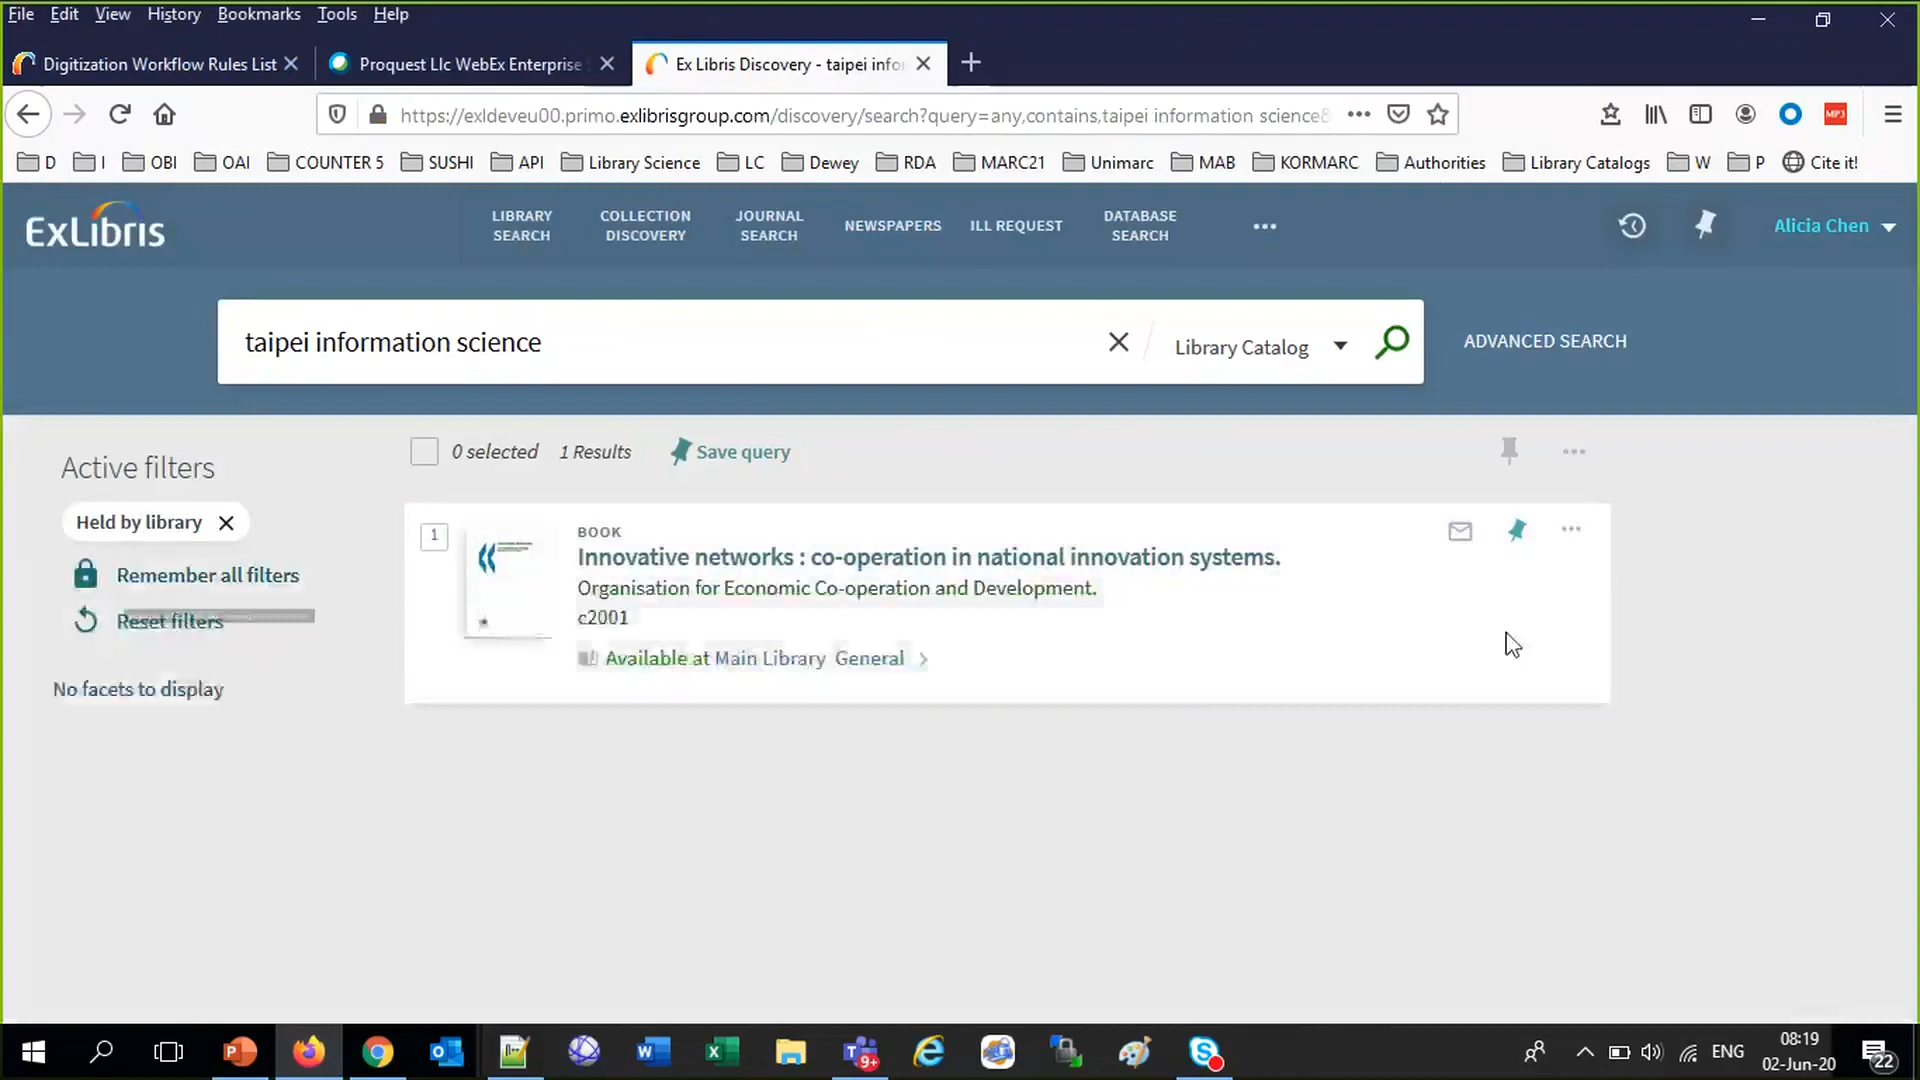 File Edit View History Bookmarks Tools Help
Digitization Workflow Rules List
Proquest Llc WebEx Enterprise
Ex Libris Discovery - taipei info
https://exldeveu00.primo.exlibrisgroup.com/discovery/search?query=any,contains,taipei information science&
MP3
D I OBI OAI COUNTER 5 SUSHI API Library Science LC Dewey RDA MARC21 Unimarc MAB KORMARC Authorities Library Catalogs W P Cite it!
ExLibris
LIBRARY SEARCH
COLLECTION DISCOVERY
JOURNAL SEARCH
NEWSPAPERS
ILL REQUEST
DATABASE SEARCH
Alicia Chen
taipei information science
Library Catalog
ADVANCED SEARCH
Active filters
Held by library
Remember all filters
Reset filters
No facets to display
0 selected 1 Results Save query
1
BOOK
Innovative networks : co-operation in national innovation systems.
Organisation for Economic Co-operation and Development.
c2001
Available at Main Library General
9+
ENG
08:19
02-Jun-20
22